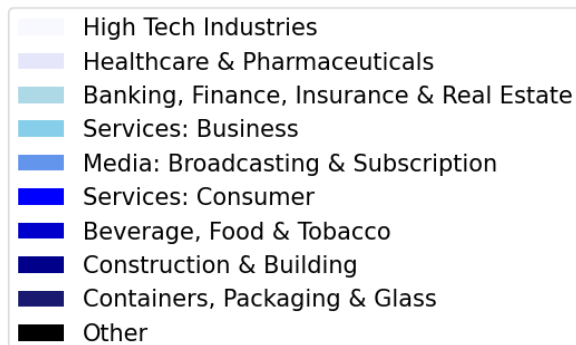 High Tech Industries
Healthcare & Pharmaceuticals
Banking, Finance, Insurance & Real Estate
Services: Business
Media: Broadcasting & Subscription
Services: Consumer
Beverage, Food & Tobacco
Construction & Building
Containers, Packaging & Glass
Other